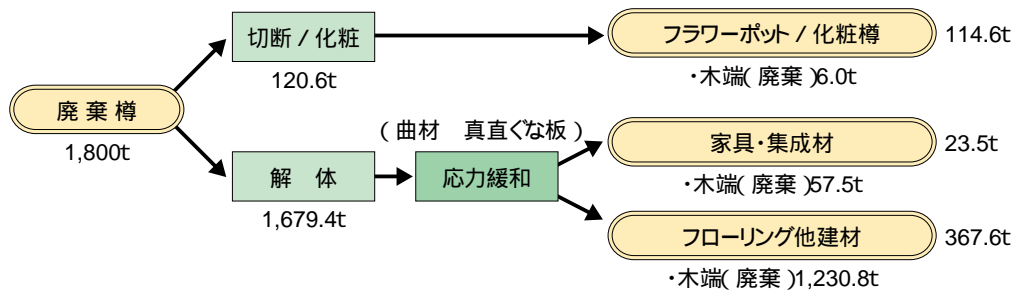 切断 / 化粧
120.6t
フラワーポット / 化粧樽
114.6t
・木端( 廃棄 )6.0t
廃 棄 樽
1,800t
( 曲材　真直ぐな板 )
解　体
1,679.4t
応力緩和
家具・集成材
23.5t
・木端( 廃棄 )57.5t
フローリング他建材
367.6t
・木端( 廃棄 )1,230.8t